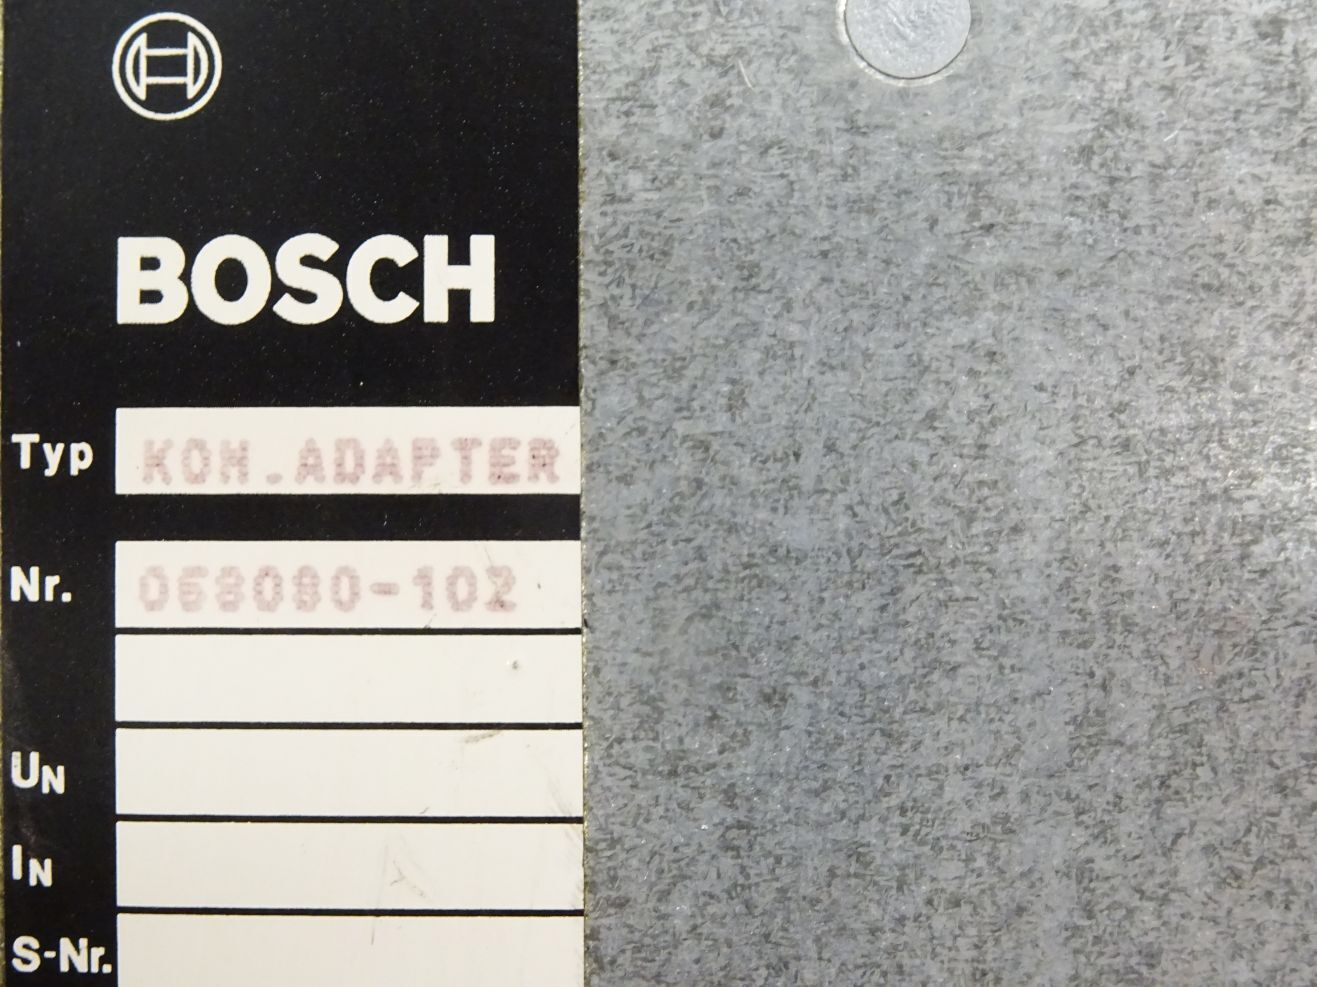 BOSCH
Typ KOM.ADAPTER
Nr. 068080-102
UN
IN
S-Nr.